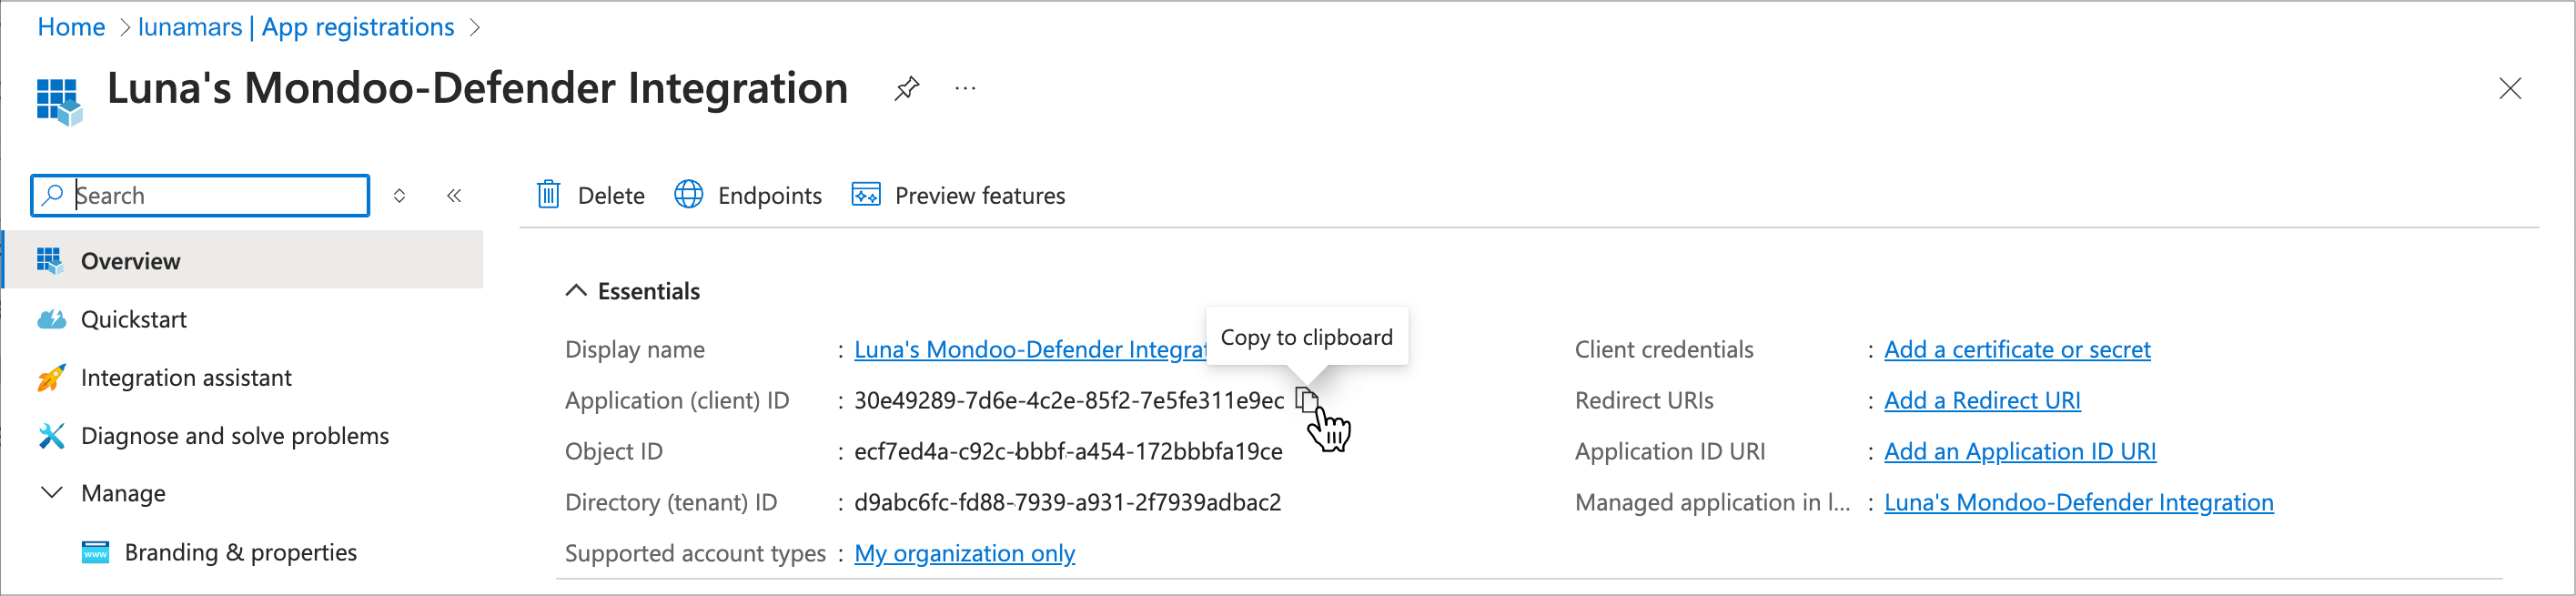 Home > lunamars | App registrations >
Luna's Mondoo-Defender Integration ...
Search
Delete Endpoints Preview features
Overview
Quickstart
Integration assistant
Diagnose and solve problems
Manage
www Branding & properties
Essentials
Copy to clipboard
Display name : Luna's Mondoo-Defender Integrat
Application (client) ID : 30e49289-7d6e-4c2e-85f2-7e5fe311e9ec
Object ID : ecf7ed4a-c92c-bbbf-a454-172bbbfa19ce
Directory (tenant) ID : d9abc6fc-fd88-7939-a931-2f7939adbac2
Supported account types : My organization only
Client credentials : Add a certificate or secret
Redirect URIs : Add a Redirect URI
Application ID URI : Add an Application ID URI
Managed application in l... : Luna's Mondoo-Defender Integration